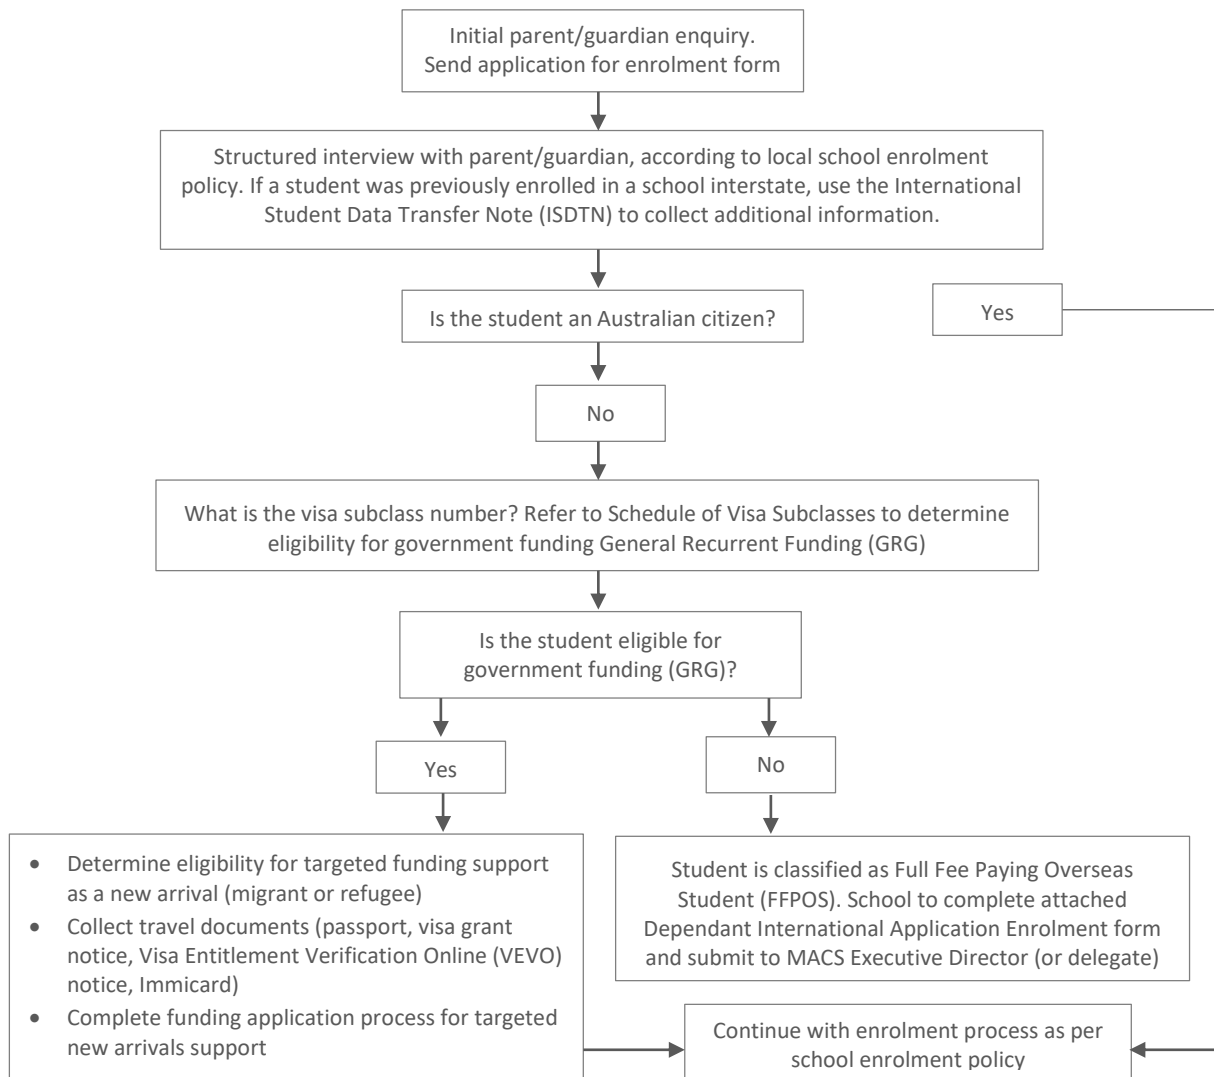 Initial parent/guardian enquiry.
Send application for enrolment form
Structured interview with parent/guardian, according to local school enrolment
policy. If a student was previously enrolled in a school interstate, use the International
Student Data Transfer Note (ISDTN) to collect additional information.
Is the student an Australian citizen?
Yes
No
What is the visa subclass number? Refer to Schedule of Visa Subclasses to determine
eligibility for government funding General Recurrent Funding (GRG)
Is the student eligible for
government funding (GRG)?
Yes
No
• Determine eligibility for targeted funding support
as a new arrival (migrant or refugee)
• Collect travel documents (passport, visa grant
notice, Visa Entitlement Verification Online (VEVO)
notice, Immicard)
• Complete funding application process for targeted
new arrivals support
Student is classified as Full Fee Paying Overseas
Student (FFPOS). School to complete attached
Dependant International Application Enrolment form
and submit to MACS Executive Director (or delegate)
Continue with enrolment process as per
school enrolment policy